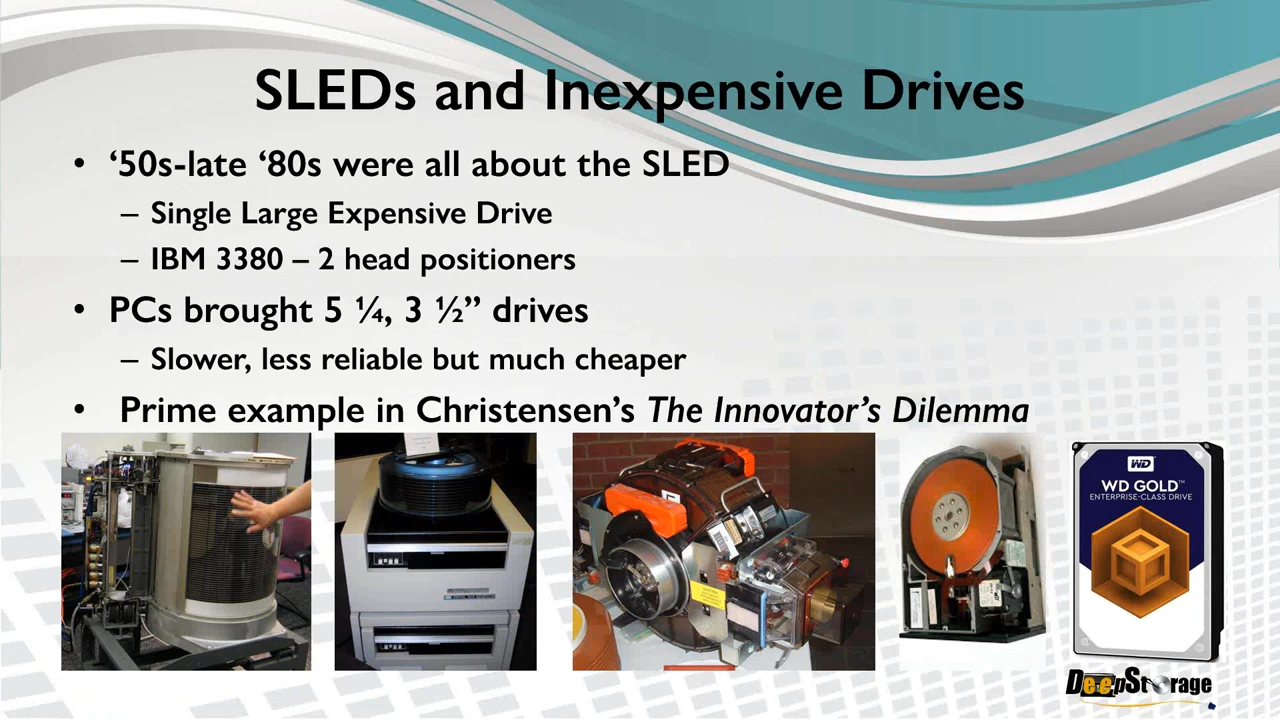 SLEDs and Inexpensive Drives
• ‘50s-late ‘80s were all about the SLED
– Single Large Expensive Drive
– IBM 3380 – 2 head positioners
• PCs brought 5 ¼, 3 ½” drives
– Slower, less reliable but much cheaper
• Prime example in Christensen’s The Innovator’s Dilemma
WD
WD GOLD™
ENTERPRISE-CLASS DRIVE
DeepStorage